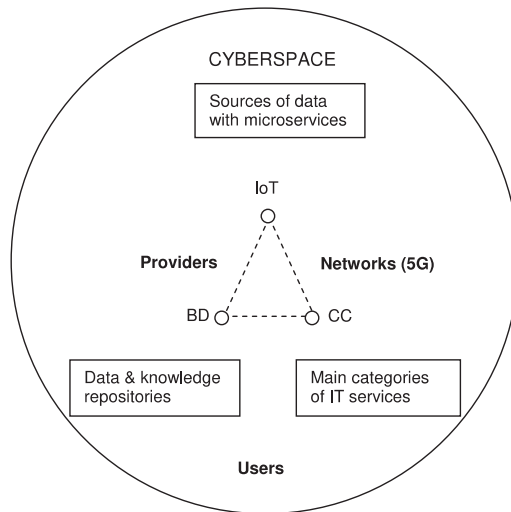 CYBERSPACE
Sources of data
with microservices
IoT
Providers
Networks (5G)
BD
CC
Data & knowledge
repositories
Main categories
of IT services
Users